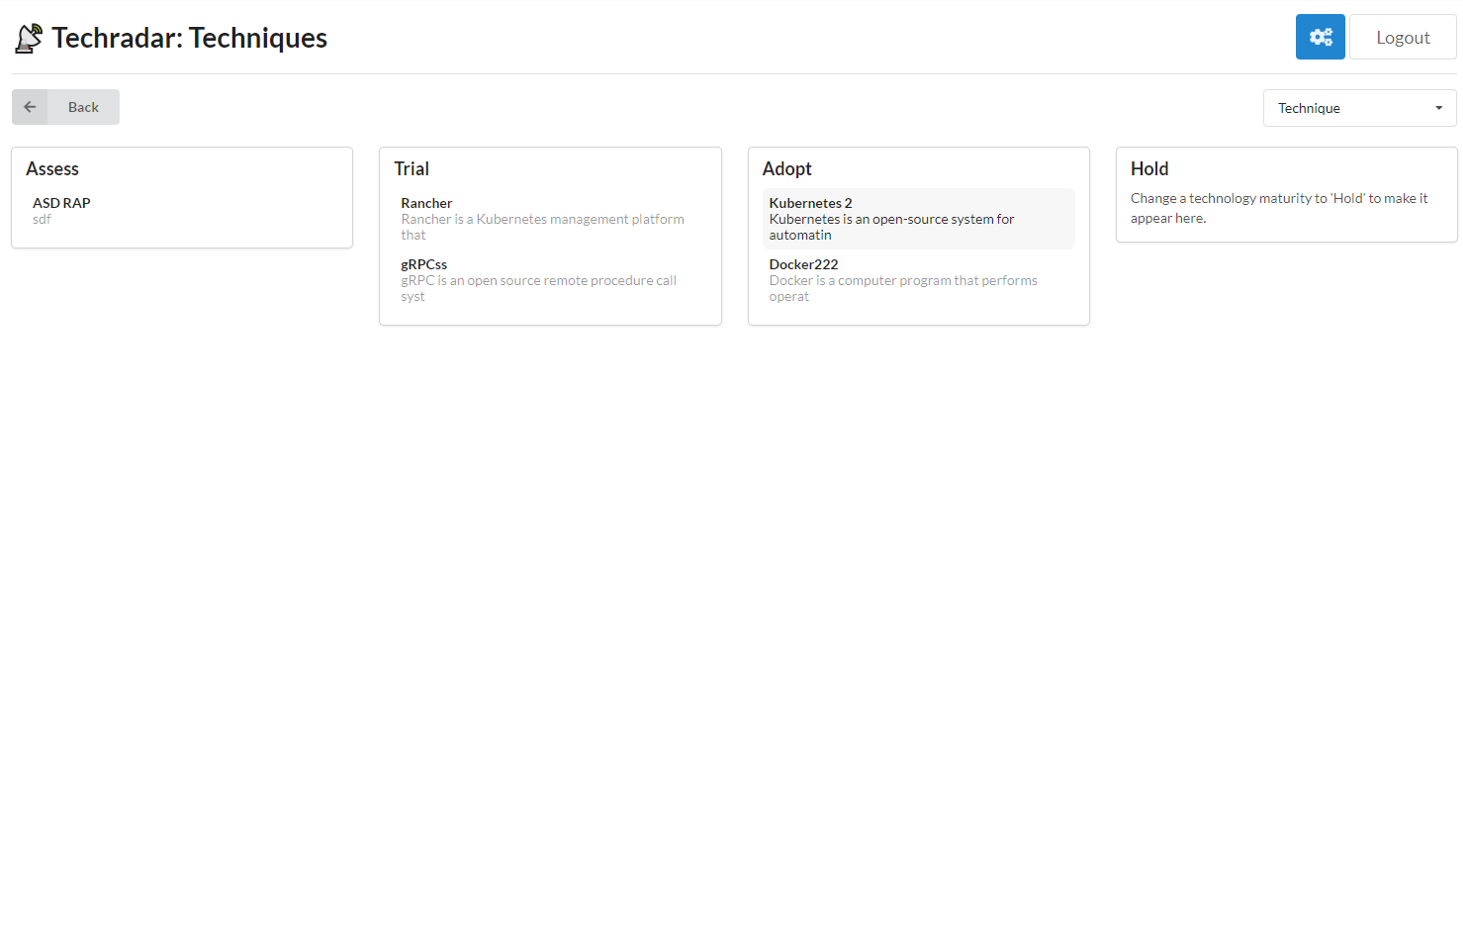 Techradar: Techniques
Logout
Back
Technique
Assess
ASD RAP
sdf
Trial
Rancher
Rancher is a Kubernetes management platform
that
gRPCss
gRPC is an open source remote procedure call
syst
Adopt
Kubernetes 2
Kubernetes is an open-source system for
automatin
Docker222
Docker is a computer program that performs
operat
Hold
Change a technology maturity to 'Hold' to make it
appear here.